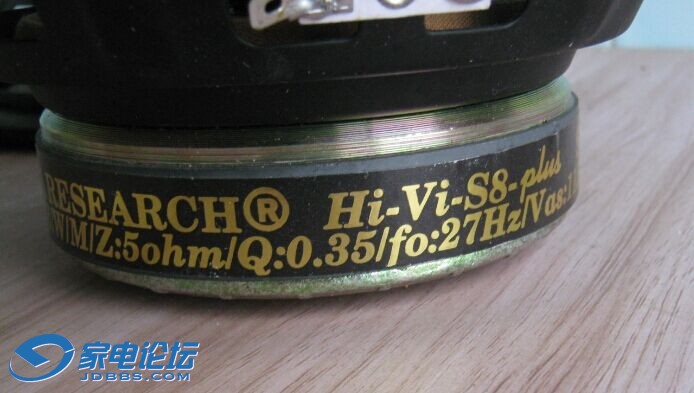 RESEARCH® Hi-Vi-S8-plus
W/M/Z:5ohm/Q:0.35/fo:27Hz/Vas:
家电论坛
JDBBS.COM